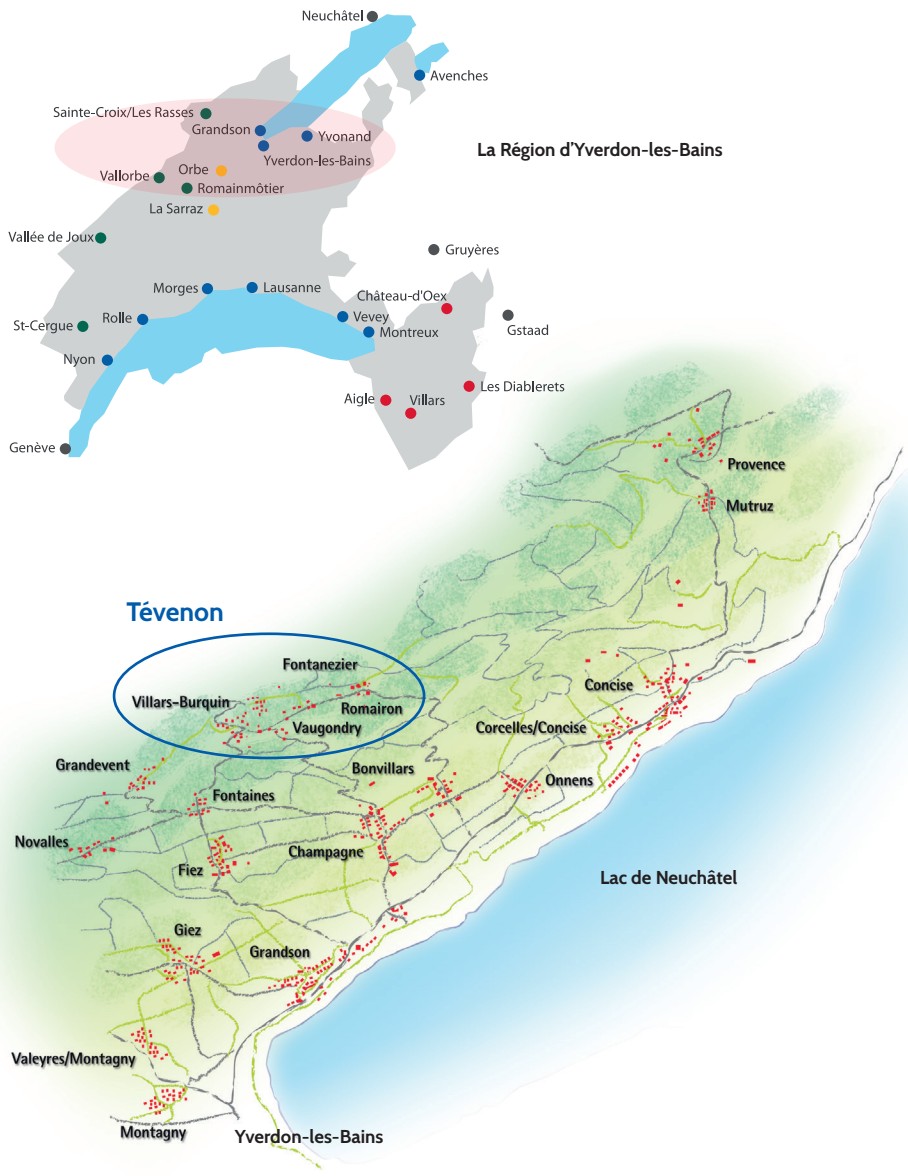 Neuchâtel
Avenches
Sainte-Croix/Les Rasses
Grandson
Yvonand
Yverdon-les-Bains
La Région d'Yverdon-les-Bains
Orbe
Vallorbe
Romainmôtier
La Sarraz
Vallée de Joux
Gruyères
Morges
Lausanne
Château-d'Oex
Rolle
Vevey
Gstaad
St-Cergue
Montreux
Nyon
Les Diablerets
Aigle
Villars
Genève
Provence
Mutruz
Tévenon
Fontanezier
Concise
Villars-Burquin
Romairon
Vaugondry
Corcelles/Concise
Grandevent
Bonvillars
Onnens
Fontaines
Novalles
Champagne
Fiez
Lac de Neuchâtel
Giez
Grandson
Valeyres/Montagny
Montagny
Yverdon-les-Bains